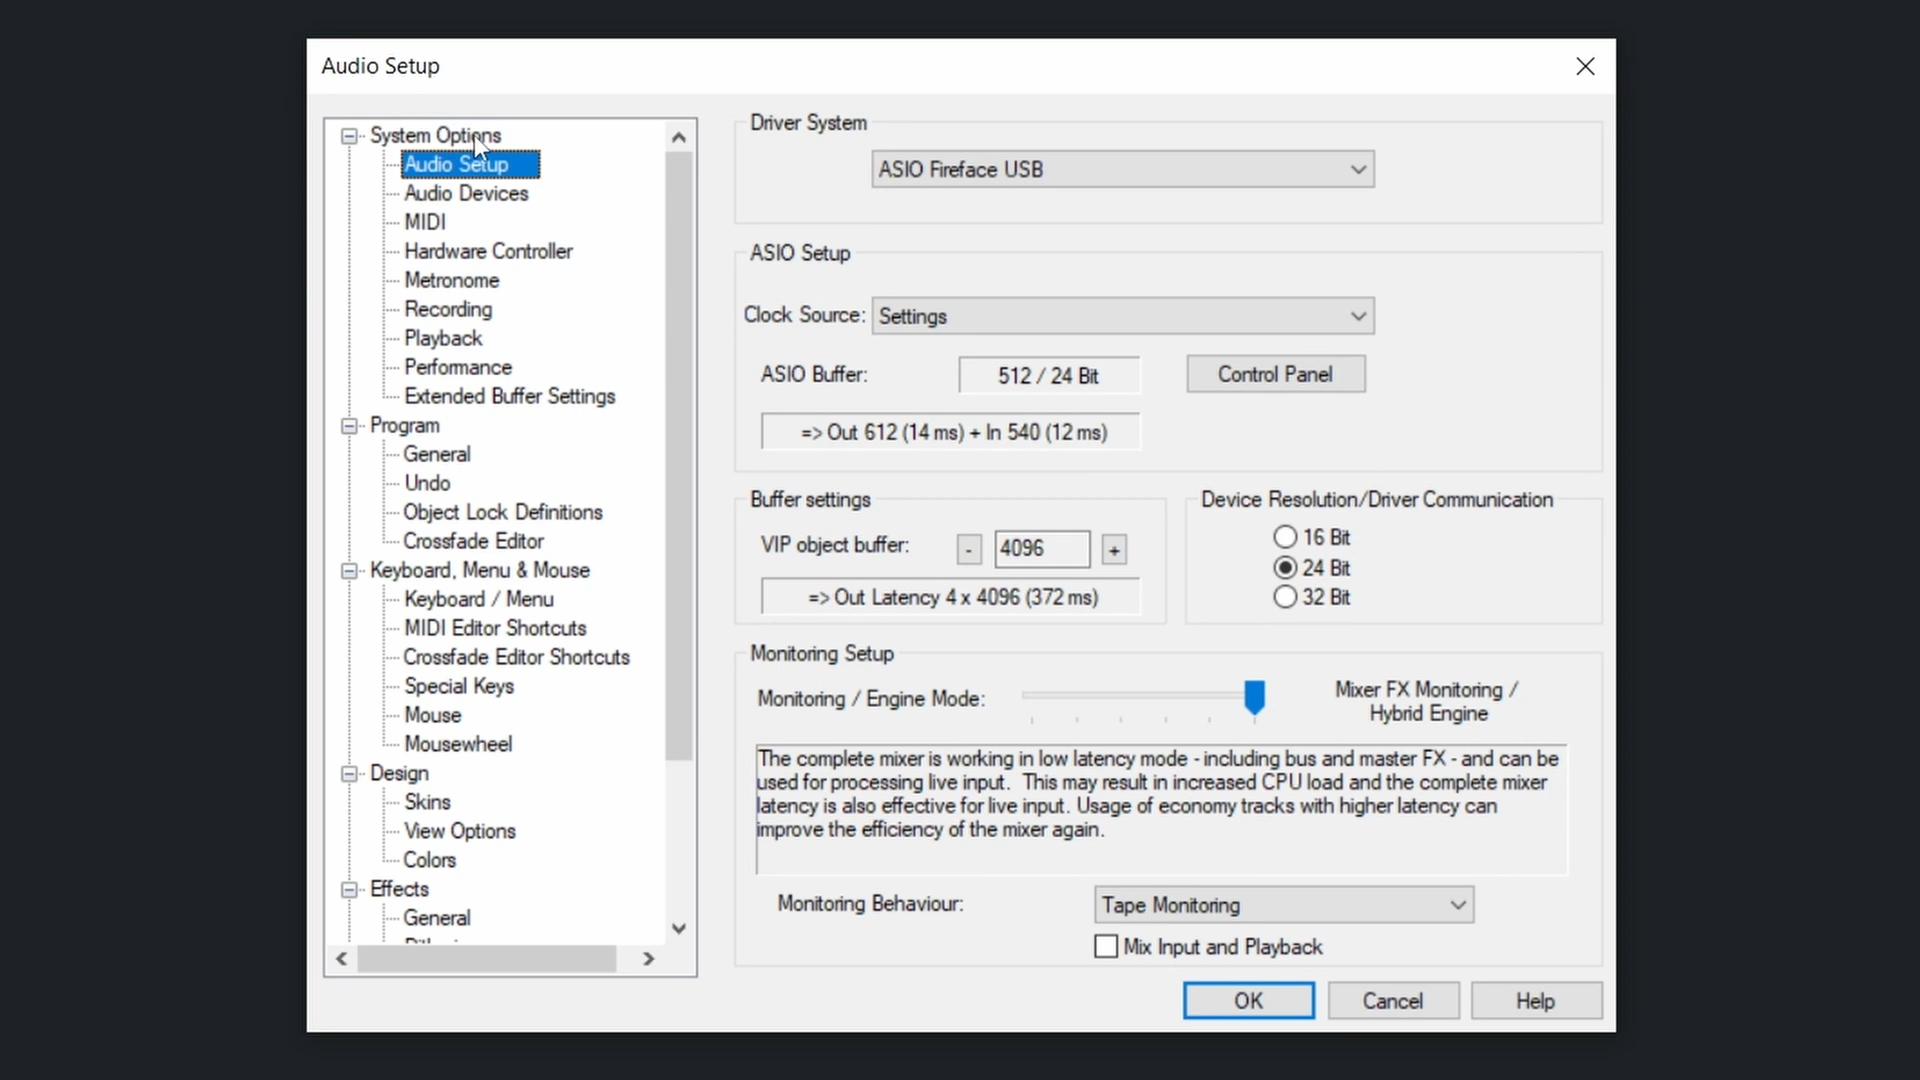 Audio Setup
System Options
Audio Setup
Audio Devices
MIDI
Hardware Controller
Metronome
Recording
Playback
Performance
Extended Buffer Settings
Program
General
Undo
Object Lock Definitions
Crossfade Editor
Keyboard, Menu & Mouse
Keyboard / Menu
MIDI Editor Shortcuts
Crossfade Editor Shortcuts
Special Keys
Mouse
Mousewheel
Design
Skins
View Options
Colors
Effects
General
Driver System
ASIO Fireface USB
ASIO Setup
Clock Source: Settings
ASIO Buffer: 512 / 24 Bit Control Panel
=> Out 612 (14 ms) + In 540 (12 ms)
Buffer settings
VIP object buffer: - 4096 +
=> Out Latency 4 x 4096 (372 ms)
Device Resolution/Driver Communication
16 Bit
24 Bit
32 Bit
Monitoring Setup
Monitoring / Engine Mode:
Mixer FX Monitoring /
Hybrid Engine
The complete mixer is working in low latency mode - including bus and master FX - and can be
used for processing live input.  This may result in increased CPU load and the complete mixer
latency is also effective for live input. Usage of economy tracks with higher latency can
improve the efficiency of the mixer again.
Monitoring Behaviour: Tape Monitoring
Mix Input and Playback
OK Cancel Help